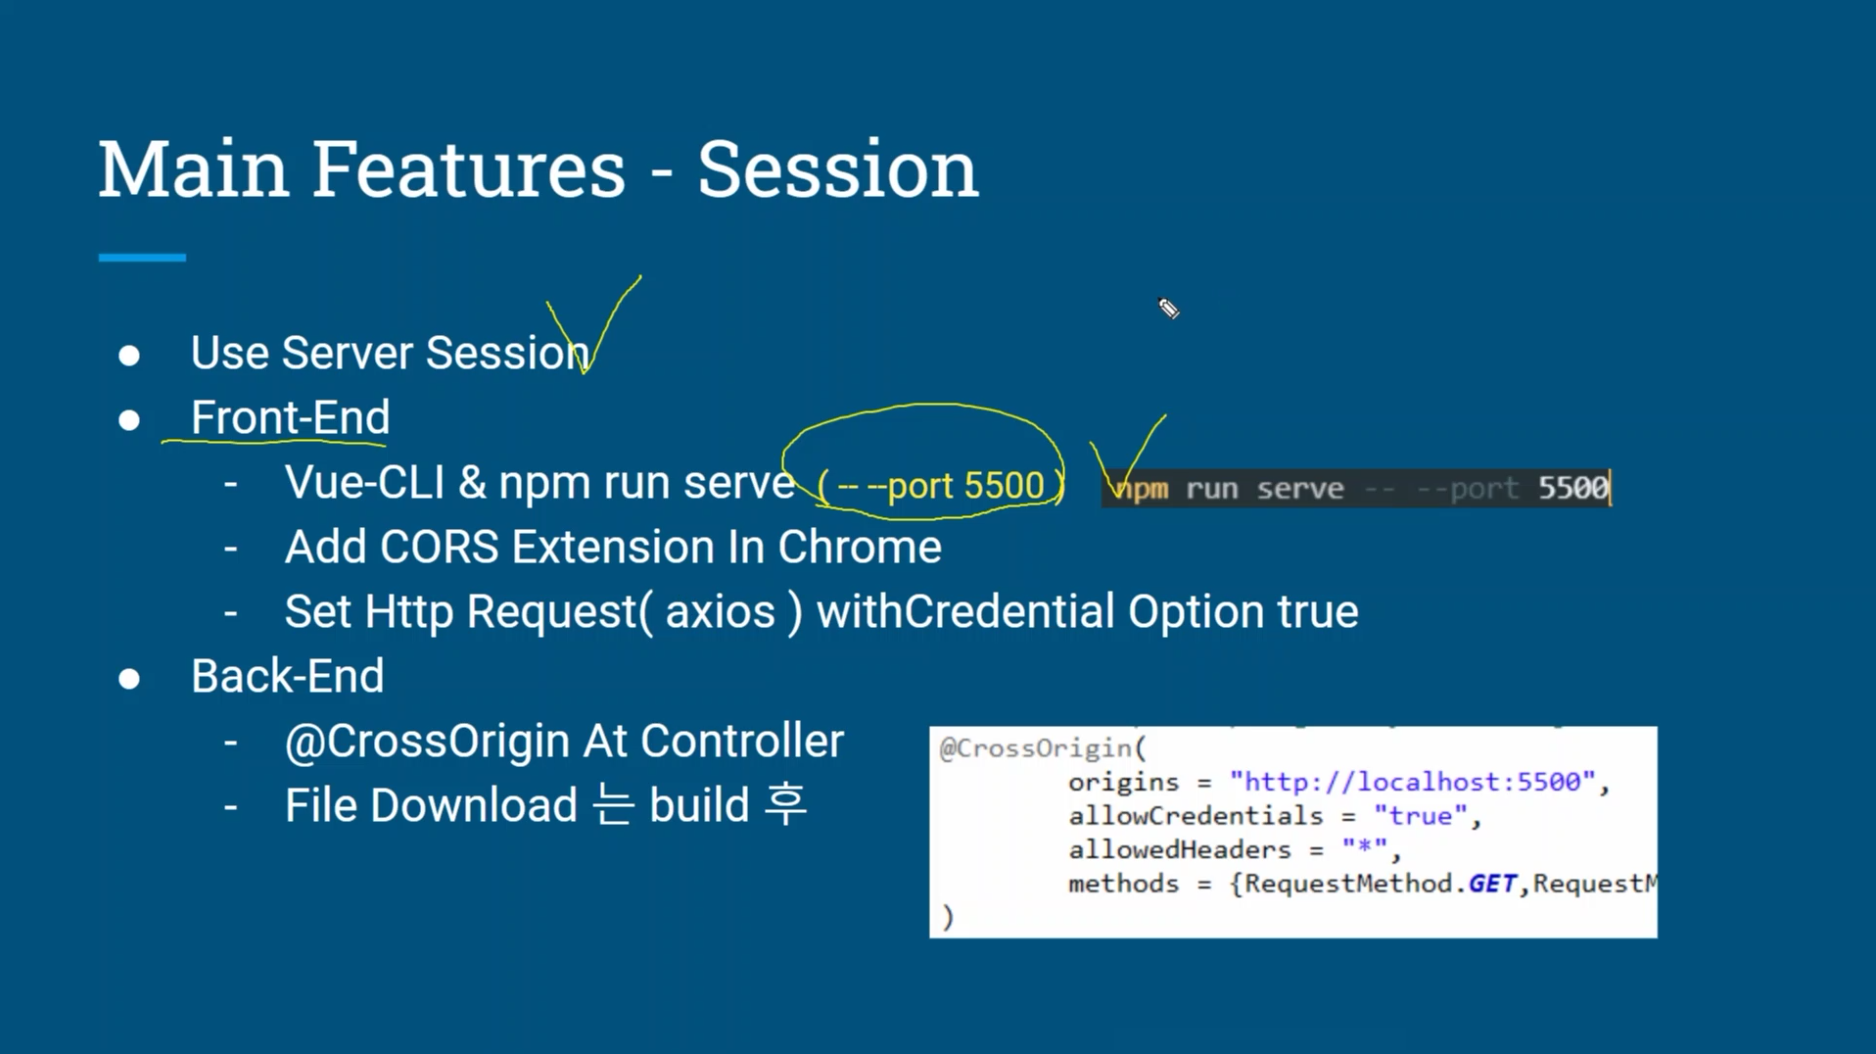 Main Features - Session
● Use Server Session
● Front-End
- Vue-CLI & npm run serve ( -- --port 5500 )
npm run serve -- --port 5500
- Add CORS Extension In Chrome
- Set Http Request( axios ) withCredential Option true
● Back-End
- @CrossOrigin At Controller
- File Download 는 build 후
@CrossOrigin(
origins = "http://localhost:5500",
allowCredentials = "true",
allowedHeaders = "*",
methods = {RequestMethod.GET,RequestM
)